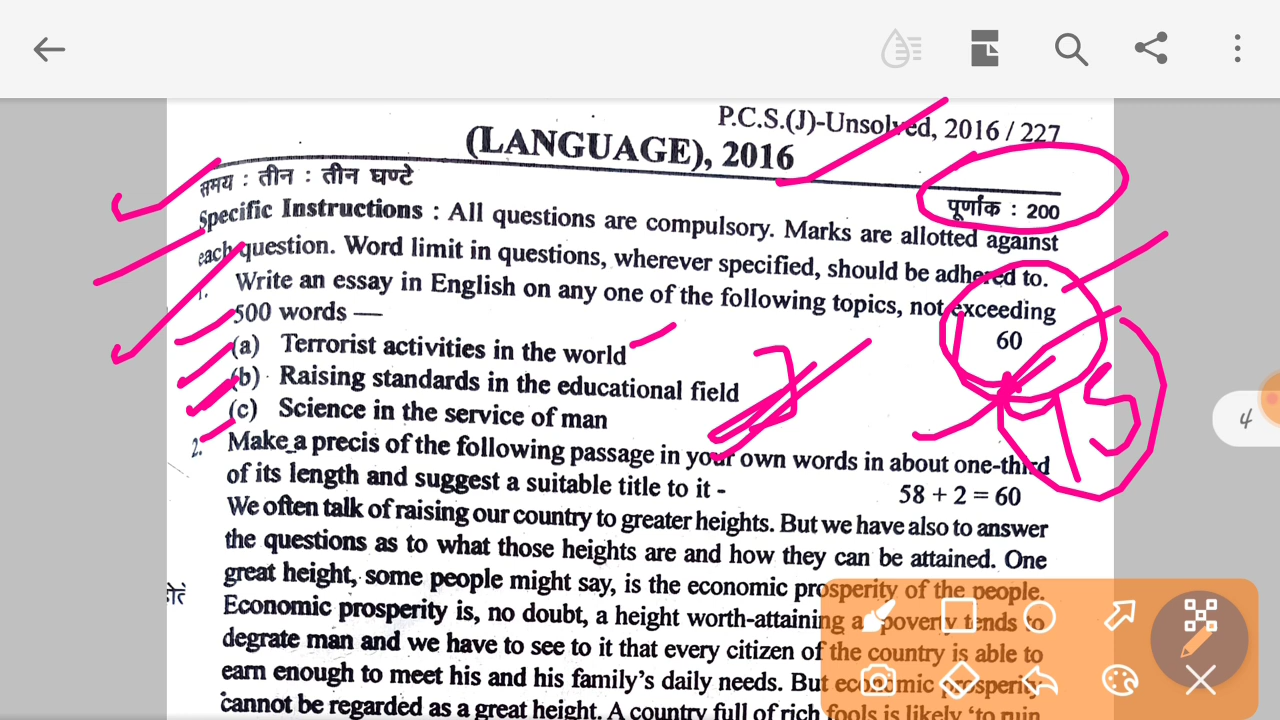 P.C.S.(J)-Unsolved, 2016 / 227
(LANGUAGE), 2016
समय : तीन : तीन घण्टे
पूर्णांक : 200
Specific Instructions : All questions are compulsory. Marks are allotted against
each question. Word limit in questions, wherever specified, should be adhered to.
1. Write an essay in English on any one of the following topics, not exceeding
500 words —
60
(a) Terrorist activities in the world
(b) Raising standards in the educational field
(c) Science in the service of man
15
4
2. Make a precis of the following passage in your own words in about one-third
of its length and suggest a suitable title to it -
58 + 2 = 60
We often talk of raising our country to greater heights. But we have also to answer
the questions as to what those heights are and how they can be attained. One
great height, some people might say, is the economic prosperity of the people.
Economic prosperity is, no doubt, a height worth-attaining as poverty tends to
degrate man and we have to see to it that every citizen of the country is able to
earn enough to meet his and his family's daily needs. But economic prosperity
cannot be regarded as a great height. A country full of rich fools is likely 'to ruin